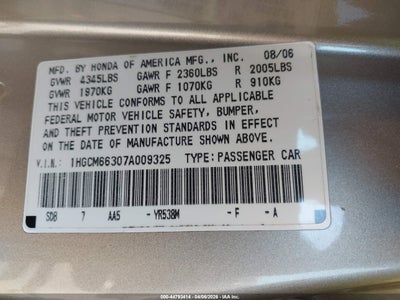 MFD. BY HONDA OF AMERICA MFG., INC. 08/06
GVWR 4345LBS GAWR F 2360LBS R 2005LBS
GVWR 1970KG GAWR F 1070KG R 910KG
THIS VEHICLE CONFORMS TO ALL APPLICABLE
FEDERAL MOTOR VEHICLE SAFETY, BUMPER,
AND THEFT PREVENTION STANDARDS IN EFFECT
ON THE DATE OF MANUFACTURE SHOWN ABOVE.
V.I.N.: 1HGCM66307A009325 TYPE: PASSENGER CAR
SDB 7 AA5 - YR538M - F - A
000-44793414 | 04/06/2026 - IAA Inc.